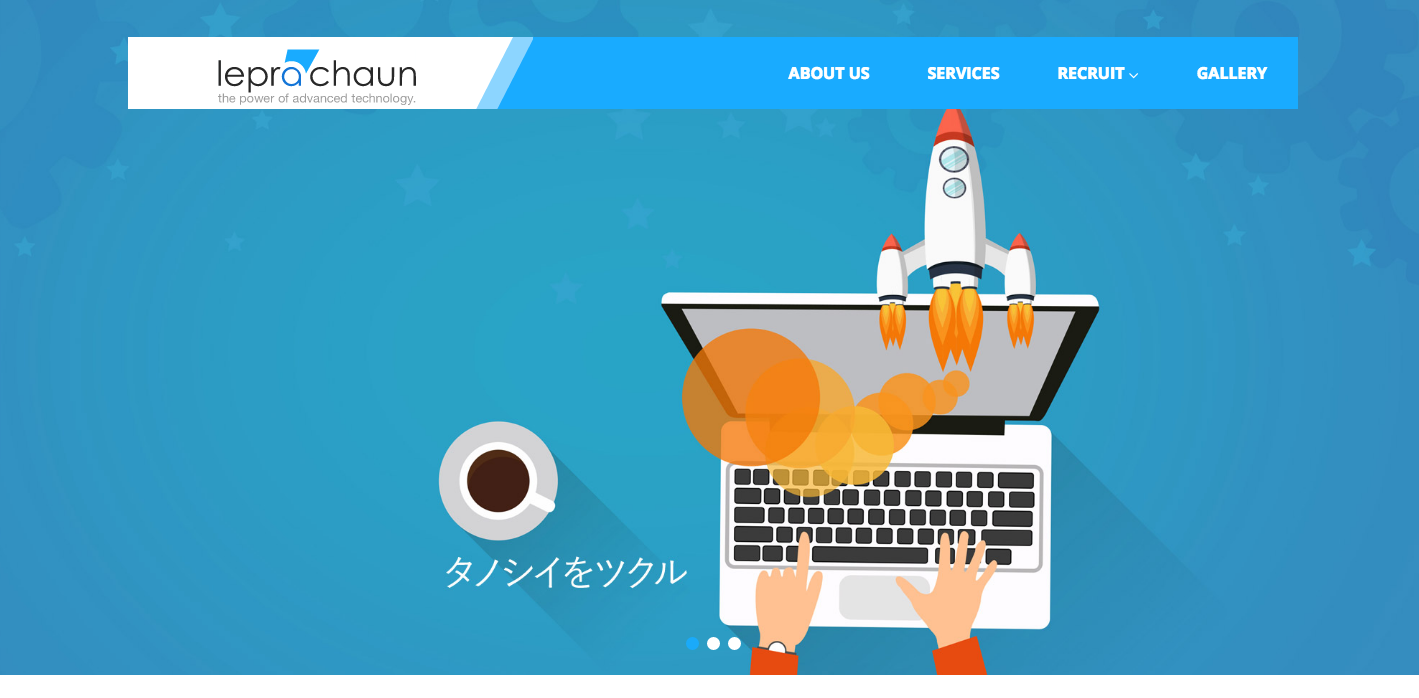 leprachaun
the power of advanced technology.
ABOUT US
SERVICES
RECRUIT
GALLERY
タノシイをツクル